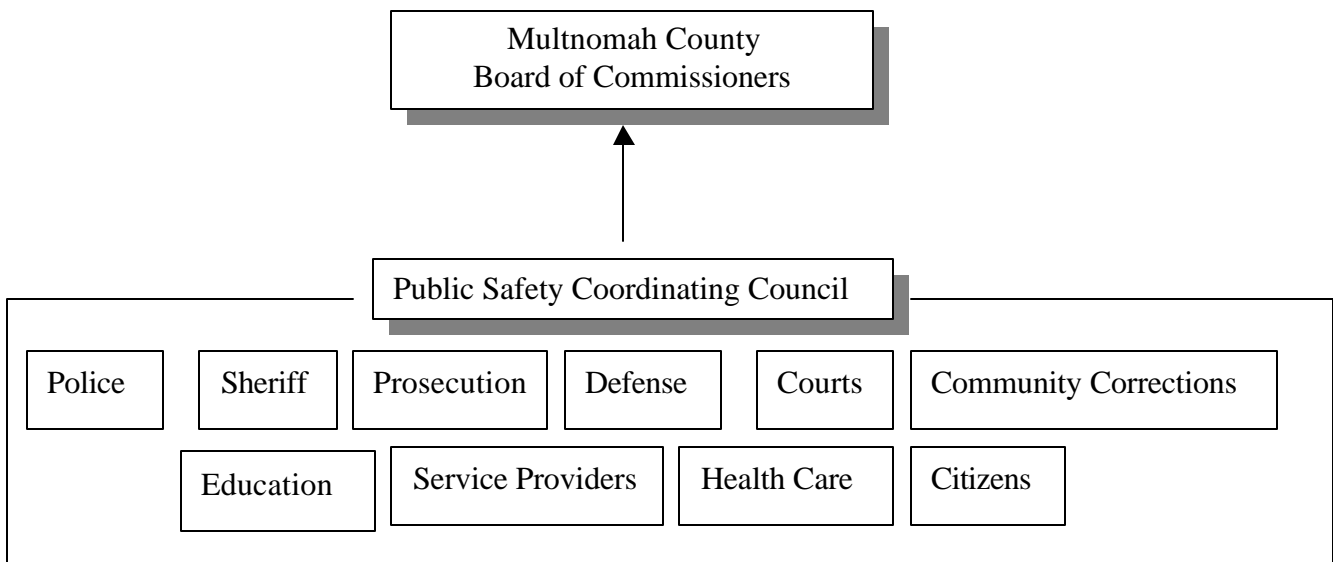 Multnomah County
Board of Commissioners
Public Safety Coordinating Council
Police
Sheriff
Prosecution
Defense
Courts
Community Corrections
Education
Service Providers
Health Care
Citizens